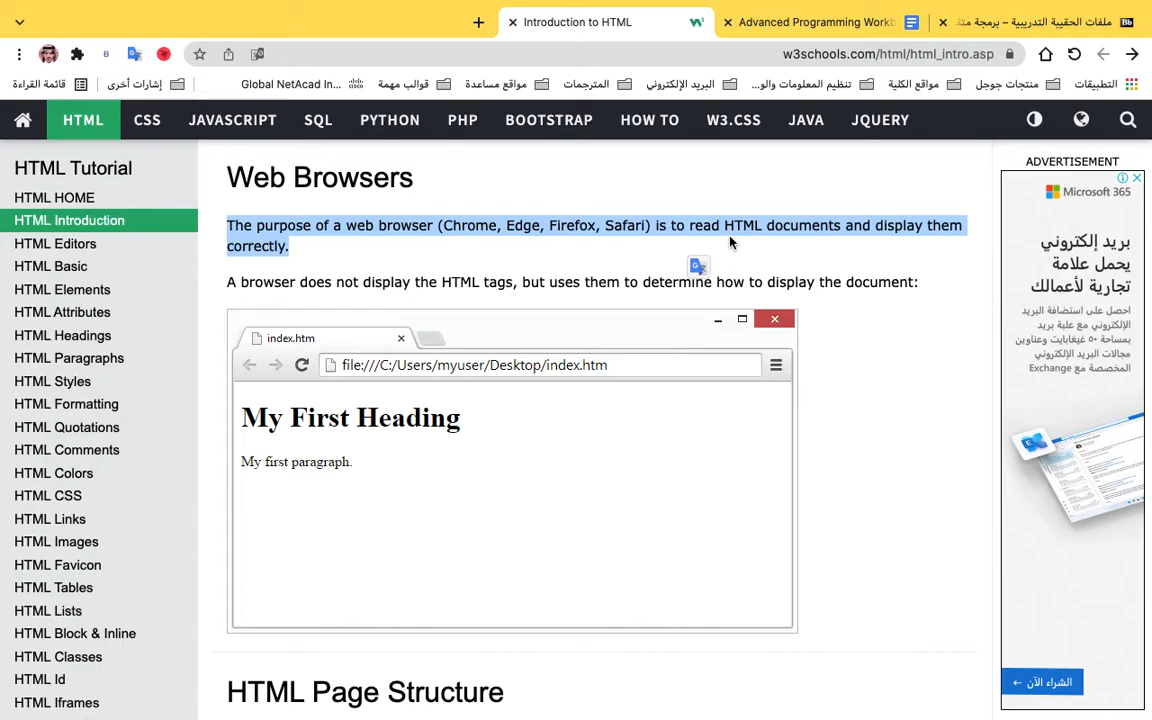 Introduction to HTML
Advanced Programming Workb
ملفات الحقيبة التدريبية – برمجة متق
Bb
w3schools.com/html/html_intro.asp
التطبيقات
منتجات جوجل
مواقع الكلية
تنظيم المعلومات والو...
البريد الإلكتروني
المترجمات
مواقع مساعدة
قوالب مهمة
Global NetAcad In...
إشارات أخرى
قائمة القراءة
HTML CSS JAVASCRIPT SQL PYTHON PHP BOOTSTRAP HOW TO W3.CSS JAVA JQUERY
HTML Tutorial
HTML HOME
HTML Introduction
HTML Editors
HTML Basic
HTML Elements
HTML Attributes
HTML Headings
HTML Paragraphs
HTML Styles
HTML Formatting
HTML Quotations
HTML Comments
HTML Colors
HTML CSS
HTML Links
HTML Images
HTML Favicon
HTML Tables
HTML Lists
HTML Block & Inline
HTML Classes
HTML Id
HTML Iframes
Web Browsers
The purpose of a web browser (Chrome, Edge, Firefox, Safari) is to read HTML documents and display them
correctly.
A browser does not display the HTML tags, but uses them to determine how to display the document:
index.htm
file:///C:/Users/myuser/Desktop/index.htm
My First Heading
My first paragraph.
HTML Page Structure
ADVERTISEMENT
Microsoft 365
بريد إلكتروني
يحمل علامة
تجارية لأعمالك
احصل على استضافة البريد
الإلكتروني مع علبة بريد
بمساحة ٥٠ غيغابايت وعناوين
مجالات البريد الإلكتروني
المخصصة مع Exchange
الشراء الآن ←